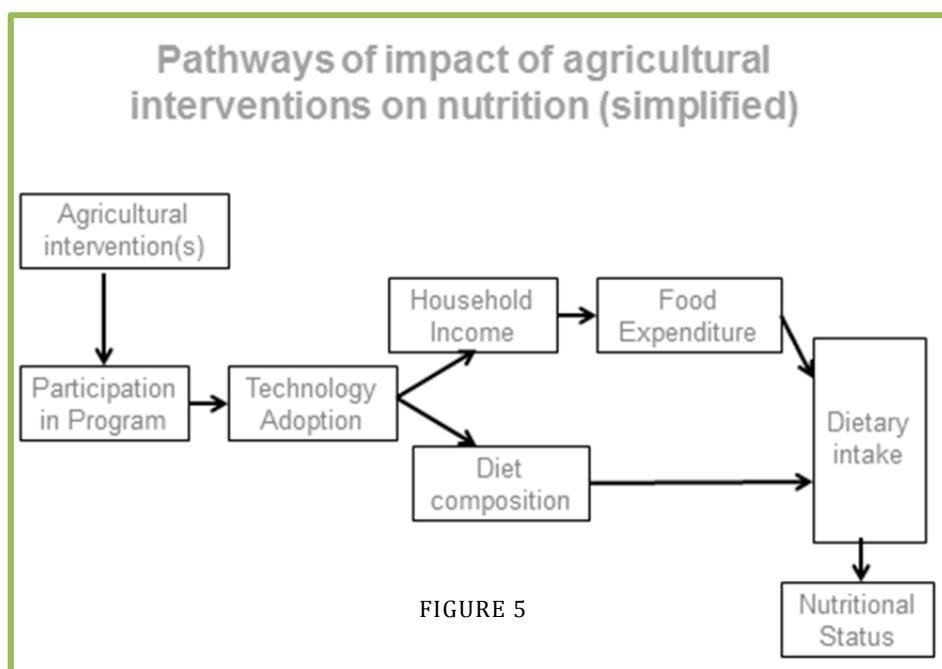 Pathways of impact of agricultural
interventions on nutrition (simplified)
Agricultural
intervention(s)
Participation
in Program
Technology
Adoption
Household
Income
Food
Expenditure
Diet
composition
Dietary
intake
Nutritional
Status
FIGURE 5